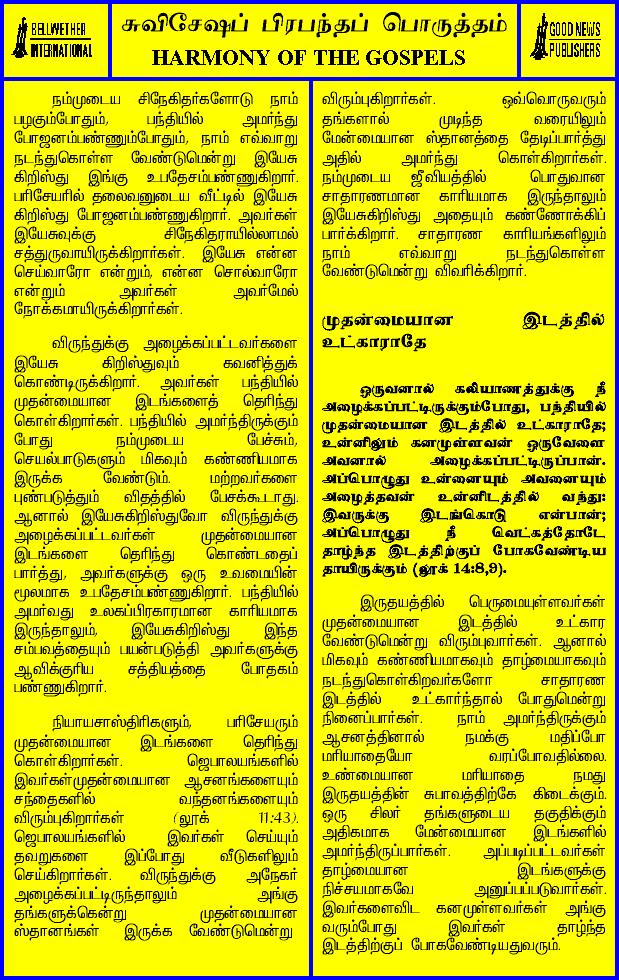 BELLWETHER
INTERNATIONAL
சுவிசேஷப் பிரபந்தப் பொருத்தம்
HARMONY OF THE GOSPELS
GOOD NEWS
PUBLISHERS
நம்முடைய சிநேகிதர்களோடு நாம்
பழகும்போதும், பந்தியில் அமர்ந்து
போஜனம்பண்ணும்போதும், நாம் எவ்வாறு
நடந்துகொள்ள வேண்டுமென்று இயேசு
கிறிஸ்து இங்கு உபதேசம்பண்ணுகிறார்.
பரிசேயரில் தலைவனுடைய வீட்டில் இயேசு
கிறிஸ்து போஜனம்பண்ணுகிறார். அவர்கள்
இயேசுவுக்கு சிநேகிதராயில்லாமல்
சத்துருவாயிருக்கிறார்கள். இயேசு என்ன
செய்வாரோ என்றும், என்ன சொல்வாரோ
என்றும் அவர்கள் அவர்மேல்
நோக்கமாயிருக்கிறார்கள்.
விருந்துக்கு அழைக்கப்பட்டவர்களை
இயேசு கிறிஸ்துவும் கவனித்துக்
கொண்டிருக்கிறார். அவர்கள் பந்தியில்
முதன்மையான இடங்களைத் தெரிந்து
கொள்கிறார்கள். பந்தியில் அமர்ந்திருக்கும்
போது நம்முடைய பேச்சும்,
செயல்பாடுகளும் மிகவும் கண்ணியமாக
இருக்க வேண்டும். மற்றவர்களை
புண்படுத்தும் விதத்தில் பேசக்கூடாது.
ஆனால் இயேசுகிறிஸ்துவோ விருந்துக்கு
அழைக்கப்பட்டவர்கள் முதன்மையான
இடங்களை தெரிந்து கொண்டதைப்
பார்த்து, அவர்களுக்கு ஒரு உவமையின்
மூலமாக உபதேசம்பண்ணுகிறார். பந்தியில்
அமர்வது உலகப்பிரகாரமான காரியமாக
இருந்தாலும், இயேசுகிறிஸ்து இந்த
சம்பவத்தையும் பயன்படுத்தி அவர்களுக்கு
ஆவிக்குரிய சத்தியத்தை போதகம்
பண்ணுகிறார்.
நியாயசாஸ்திரிகளும், பரிசேயரும்
முதன்மையான இடங்களை தெரிந்து
கொள்கிறார்கள். ஜெபாலயங்களில்
இவர்கள்முதன்மையான ஆசனங்களையும்
சந்தைகளில் வந்தனங்களையும்
விரும்புகிறார்கள் (லூக் 11:43).
ஜெபாலயங்களில் இவர்கள் செய்யும்
தவறுகளை இப்போது வீடுகளிலும்
செய்கிறார்கள். விருந்துக்கு அநேகர்
அழைக்கப்பட்டிருந்தாலும் அங்கு
தங்களுக்கென்று முதன்மையான
ஸ்தானங்கள் இருக்க வேண்டுமென்று
விரும்புகிறார்கள். ஒவ்வொருவரும்
தங்களால் முடிந்த வரையிலும்
மேன்மையான ஸ்தானத்தை தேடிப்பார்த்து
அதில் அமர்ந்து கொள்கிறார்கள்.
நம்முடைய ஜீவியத்தில் பொதுவான
சாதாரணமான காரியமாக இருந்தாலும்
இயேசுகிறிஸ்து அதையும் கண்ணோக்கிப்
பார்க்கிறார். சாதாரண காரியங்களிலும்
நாம் எவ்வாறு நடந்துகொள்ள
வேண்டுமென்று விவரிக்கிறார்.
முதன்மையான இடத்தில்
உட்காராதே
ஒருவனால் கலியாணத்துக்கு நீ
அழைக்கப்பட்டிருக்கும்போது, பந்தியில்
முதன்மையான இடத்தில் உட்காராதே;
உன்னிலும் கனமுள்ளவன் ஒருவேளை
அவனால் அழைக்கப்பட்டிருப்பான்.
அப்பொழுது உன்னையும் அவனையும்
அழைத்தவன் உன்னிடத்தில் வந்து:
இவருக்கு இடங்கொடு என்பான்;
அப்பொழுது நீ வெட்கத்தோடே
தாழ்ந்த இடத்திற்குப் போகவேண்டிய
தாயிருக்கும் (லூக் 14:8,9).
இருதயத்தில் பெருமையுள்ளவர்கள்
முதன்மையான இடத்தில் உட்கார
வேண்டுமென்று விரும்புவார்கள். ஆனால்
மிகவும் கண்ணியமாகவும் தாழ்மையாகவும்
நடந்துகொள்கிறவர்களோ சாதாரண
இடத்தில் உட்கார்ந்தால் போதுமென்று
நினைப்பார்கள். நாம் அமர்ந்திருக்கும்
ஆசனத்தினால் நமக்கு மதிப்போ
மரியாதையோ வரப்போவதில்லை.
உண்மையான மரியாதை நமது
இருதயத்தின் சுபாவத்திற்கே கிடைக்கும்.
ஒரு சிலர் தங்களுடைய தகுதிக்கும்
அதிகமாக மேன்மையான இடங்களில்
அமர்ந்திருப்பார்கள். அப்படிப்பட்டவர்கள்
தாழ்மையான இடங்களுக்கு
நிச்சயமாகவே அனுப்பப்படுவார்கள்.
இவர்களைவிட கனமுள்ளவர்கள் அங்கு
வரும்போது இவர்கள் தாழ்ந்த
இடத்திற்குப் போகவேண்டியதுவரும்.